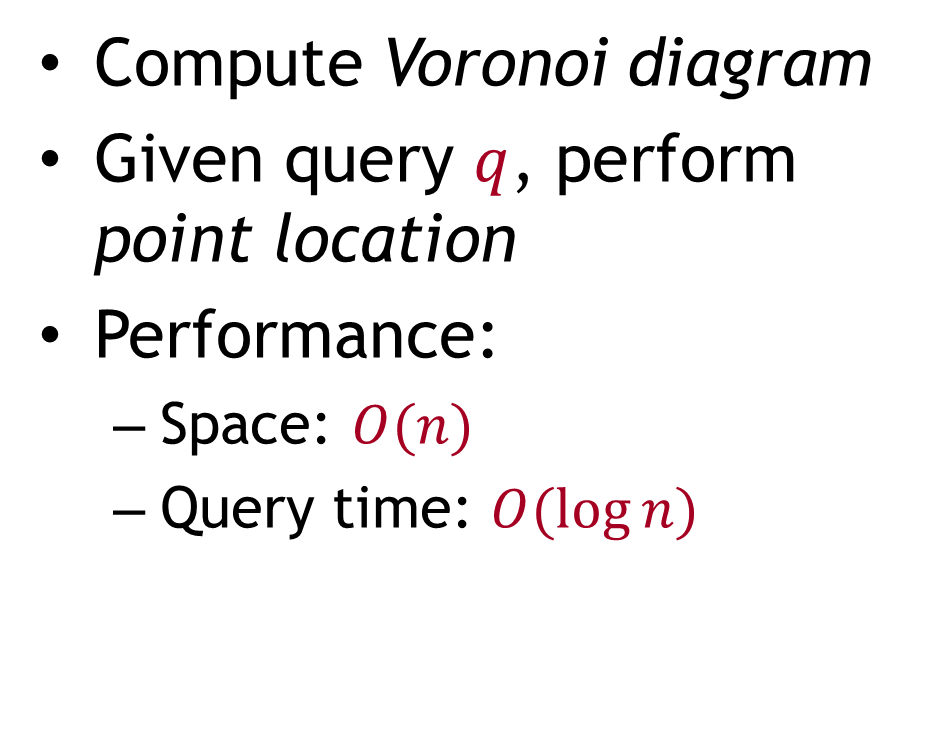 • Compute Voronoi diagram
• Given query q, perform
point location
• Performance:
– Space: O(n)
– Query time: O(log n)